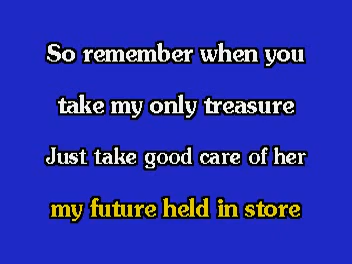 So remember when you
take my only treasure
Just take good care of her
my future held in store